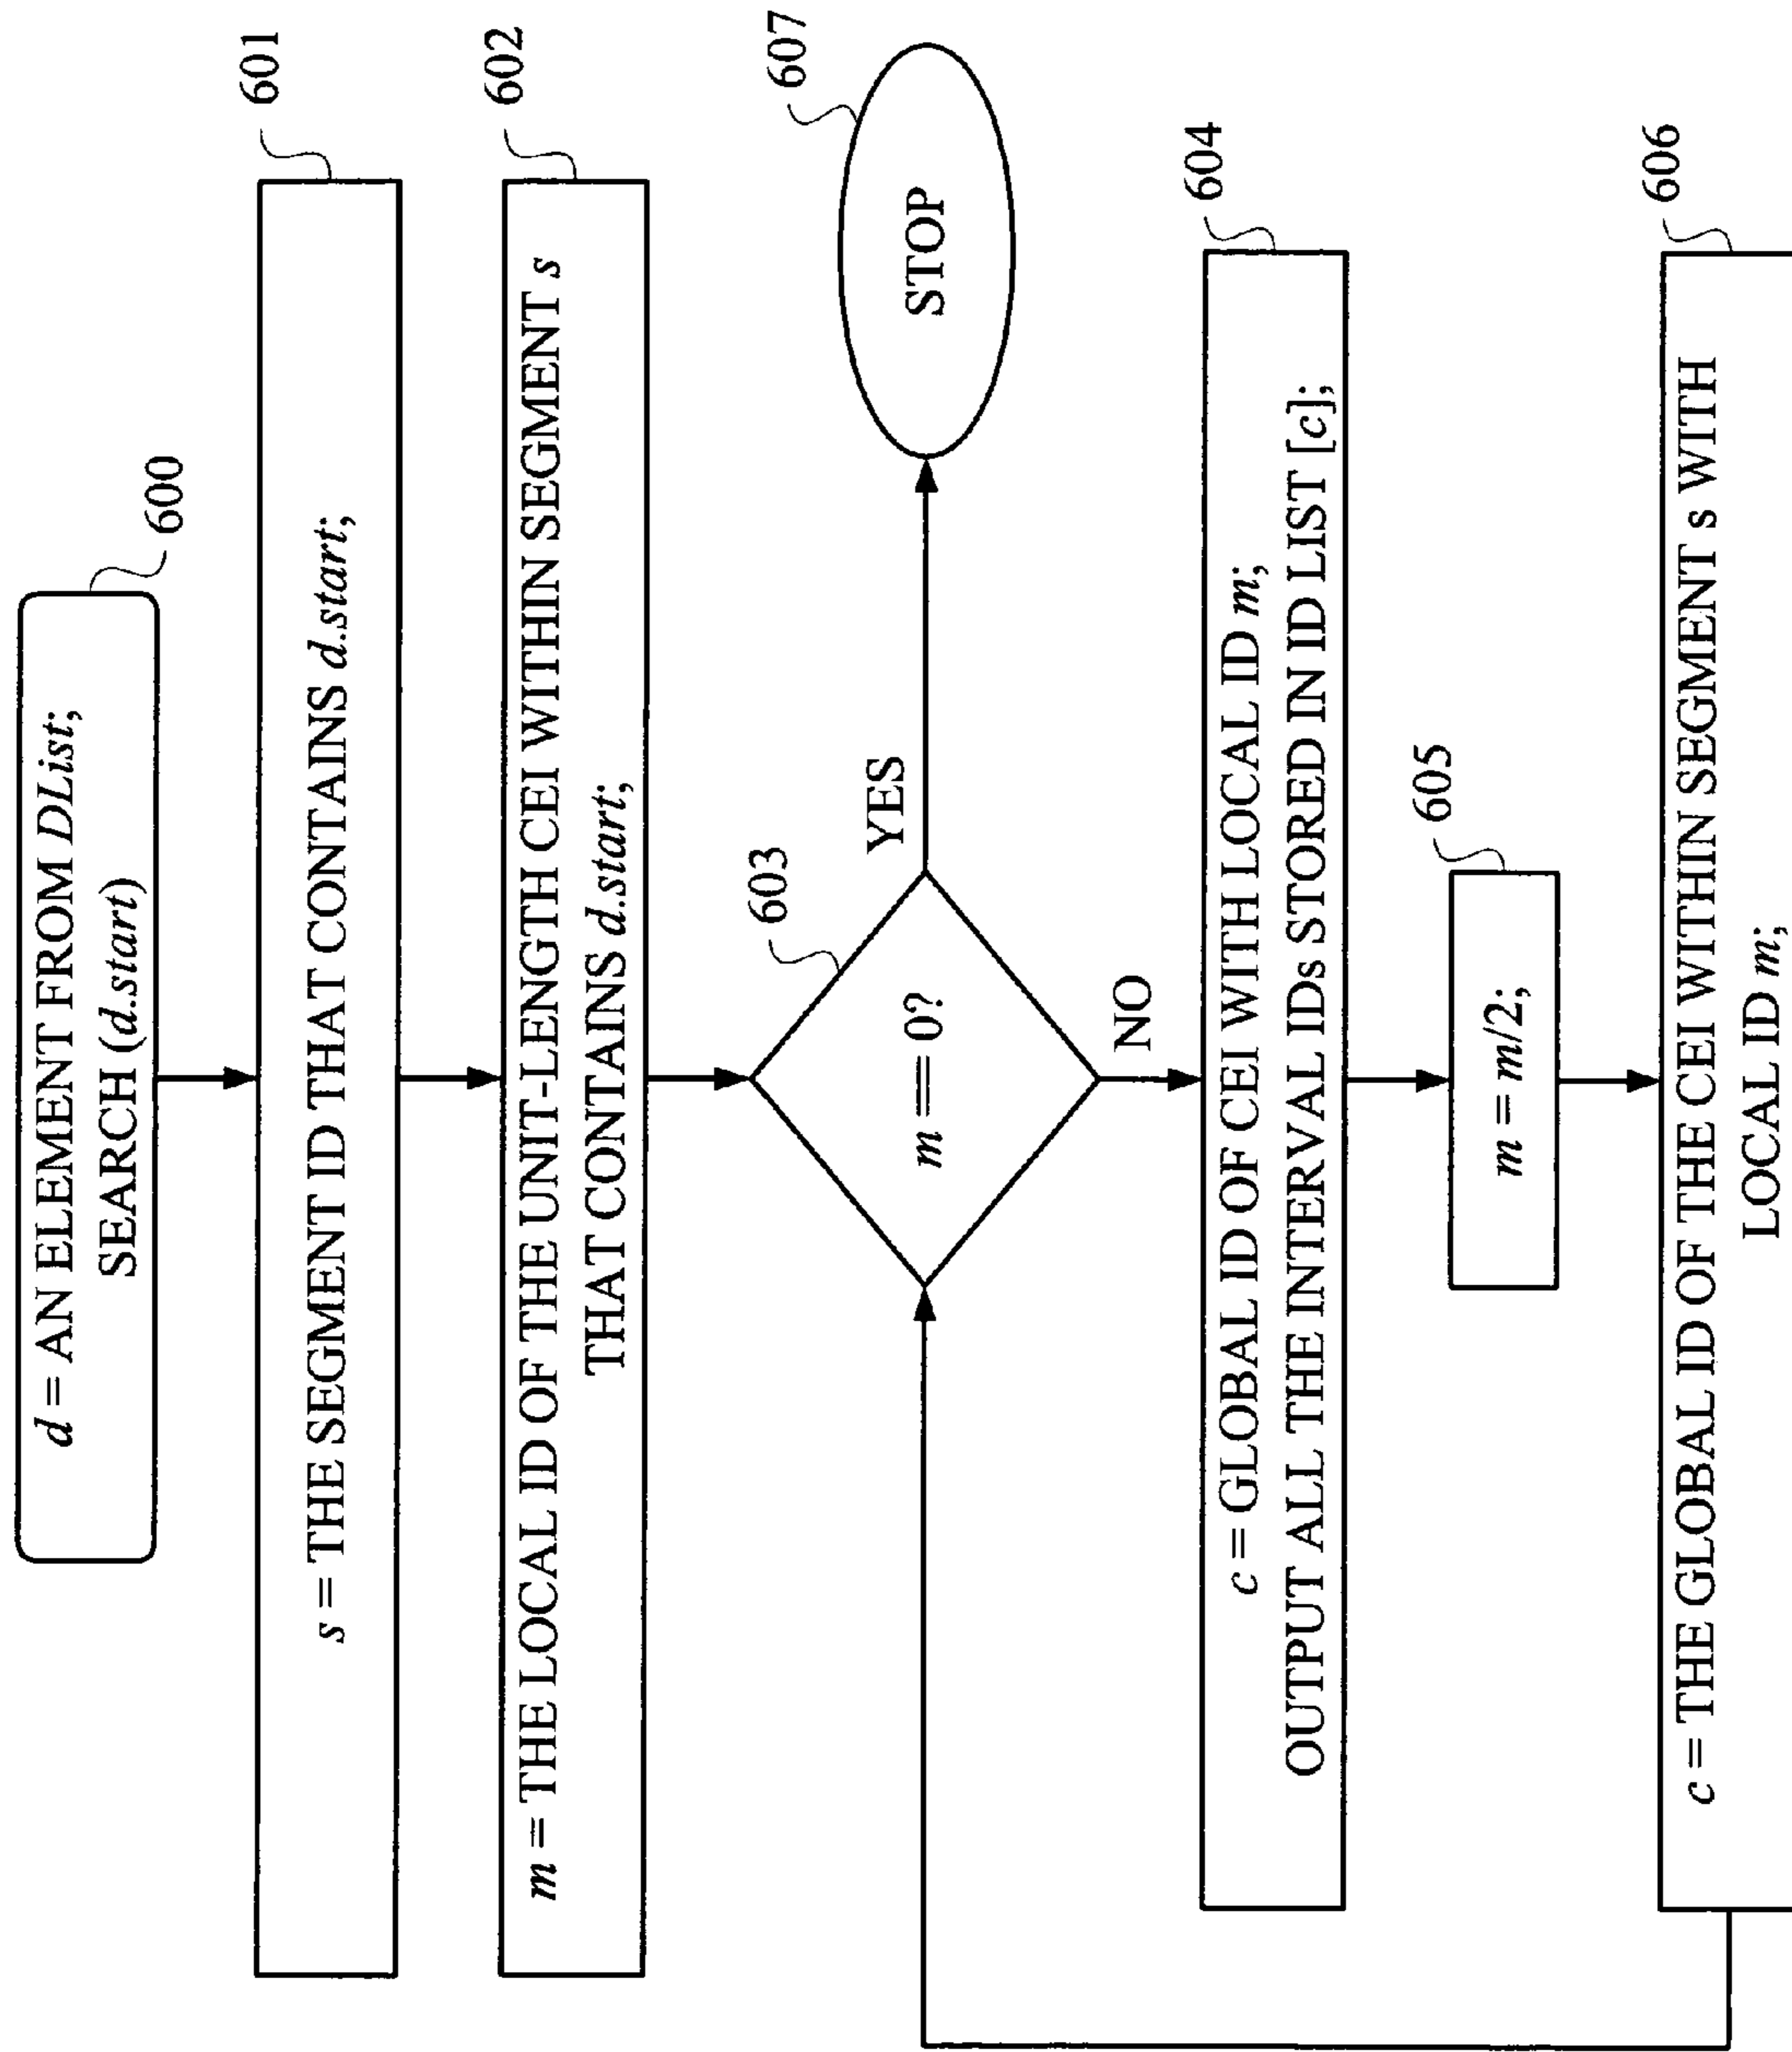 d = AN ELEMENT FROM DList;
SEARCH (d.start)
600
s = THE SEGMENT ID THAT CONTAINS d.start;
601
m = THE LOCAL ID OF THE UNIT-LENGTH CEI WITHIN SEGMENT s
THAT CONTAINS d.start;
602
m == 0?
603
YES
STOP
607
NO
c = GLOBAL ID OF CEI WITH LOCAL ID m;
OUTPUT ALL THE INTERVAL IDs STORED IN ID LIST [c];
604
m = m/2;
605
c = THE GLOBAL ID OF THE CEI WITHIN SEGMENT s WITH
LOCAL ID m;
606